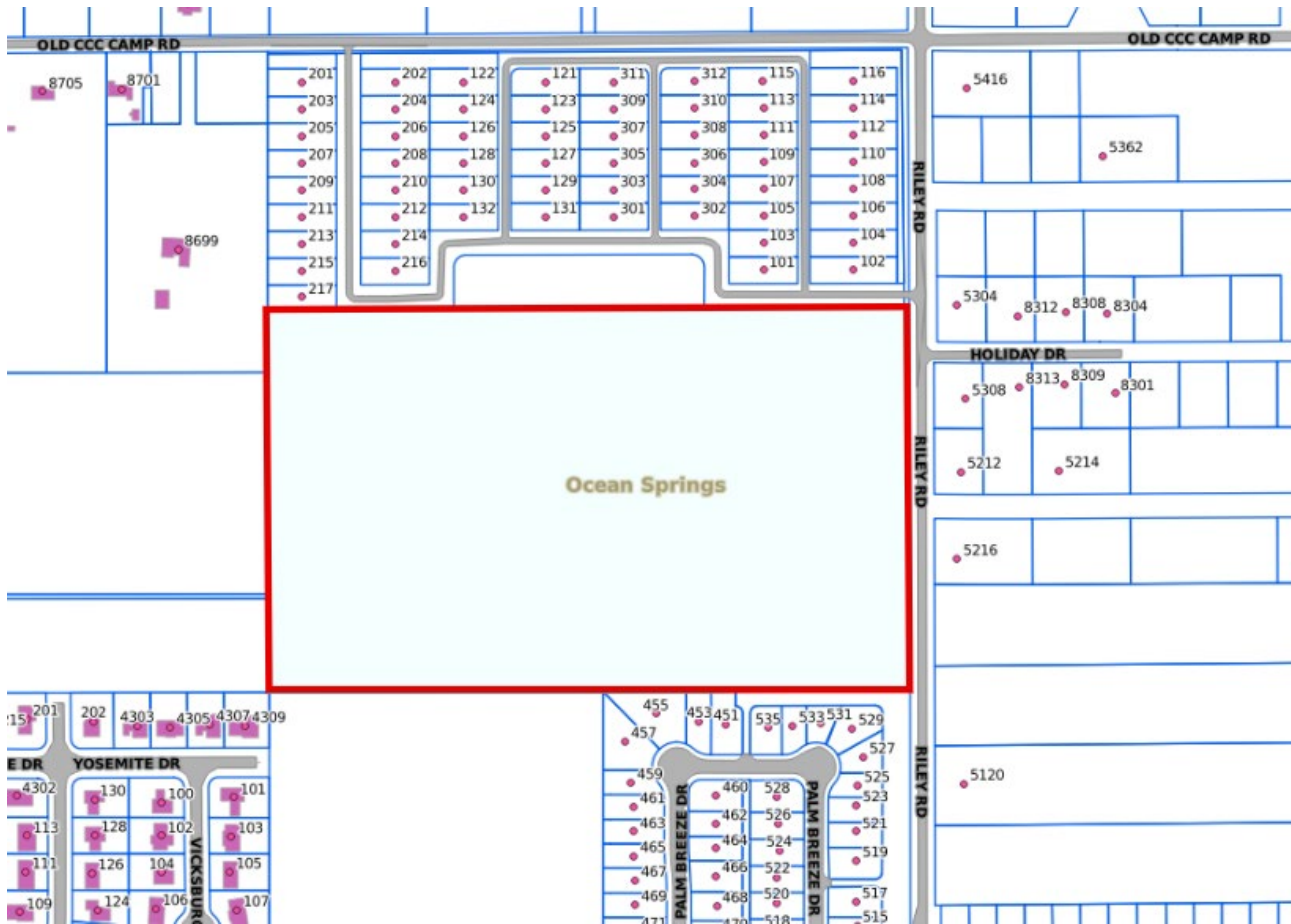 OLD CCC CAMP RD
OLD CCC CAMP RD
8705
8701
201 202 122 121 311 312 115 116
5416
203 204 124 123 309 310 113 114
205 206 126 125 307 308 111 112
5362
207 208 128 127 305 306 109 110
209 210 130 129 303 304 107 108
RILEY RD
211 212 132 131 301 302 105 106
8699
213 214 103 104
215 216 101 102
217
5304
8312 8308 8304
HOLIDAY DR
5308 8313 8309 8301
RILEY RD
5212 5214
Ocean Springs
5216
215 201 202 4303 4305 4307 4309
455 453 451 535 533 531 529
457
527
E DR YOSEMITE DR
RILEY RD
459 460 528 525
5120
4302 130 100 101
461 523
PALM BREEZE DR
PALM BREEZE DR
462 526
113 128 102 103
463 521
464 524
VICKSBURG
465 519
111 126 104 105
466 522
467
109 124 106 107
469 468 520 517
471 470 518 515